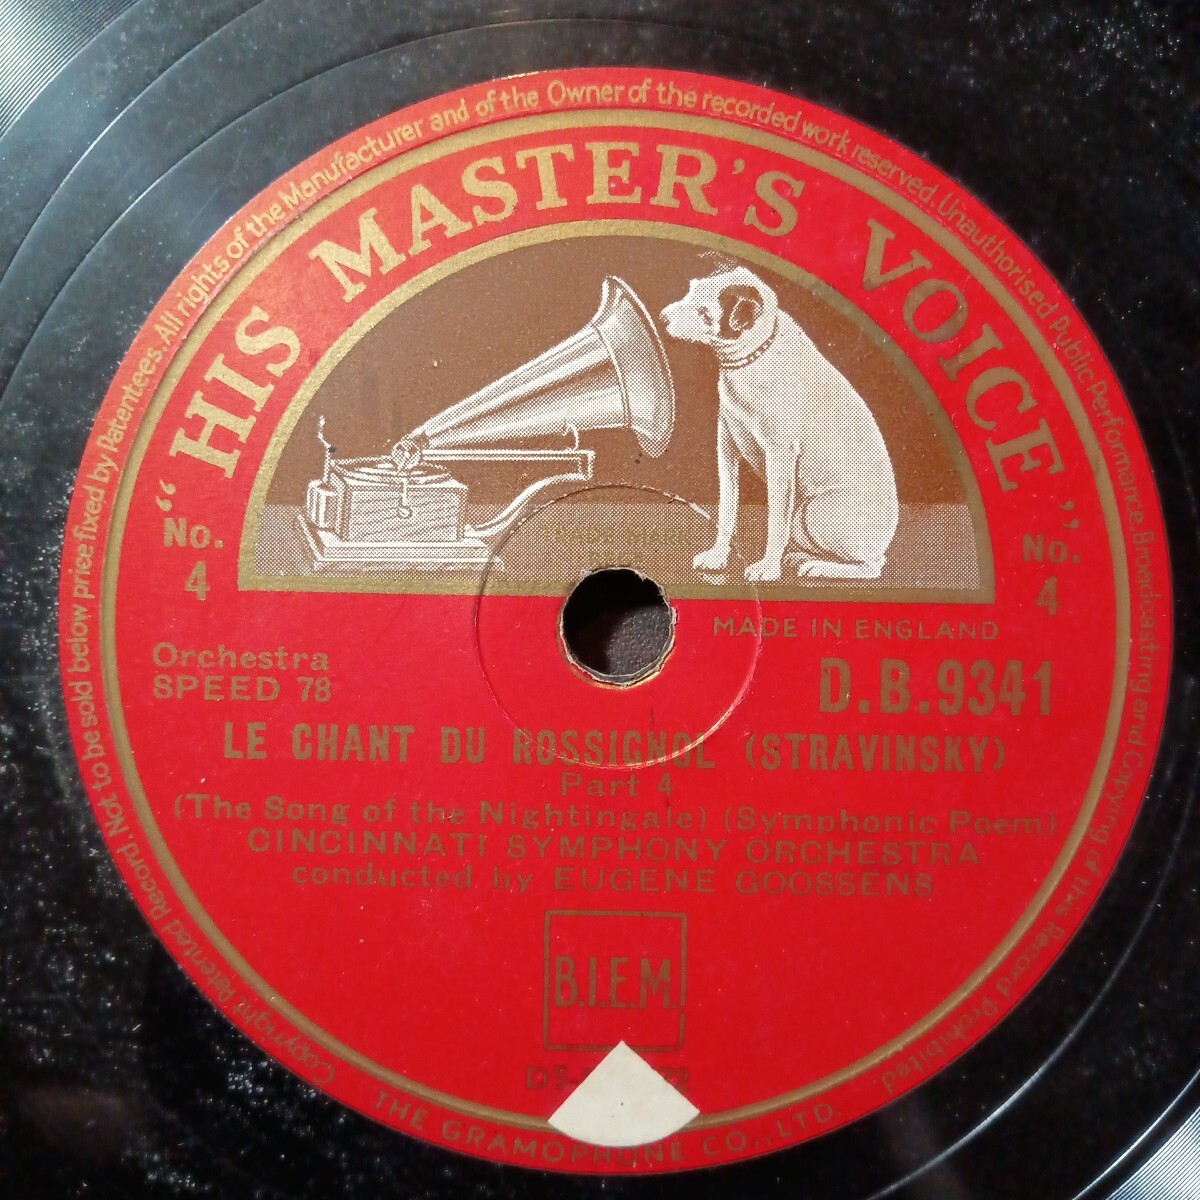 Copyright Patented Record. Not to be sold below price fixed by Patentees. All rights of the Manufacturer and of the Owner of the recorded work reserved. Unauthorised Public Performance, Broadcasting and Copying of this Record Prohibited.
"HIS MASTER'S VOICE"
TRADE MARK
No. 4
No. 4
MADE IN ENGLAND
Orchestra
SPEED 78
D.B.9341
LE CHANT DU ROSSIGNOL (STRAVINSKY)
Part 4
(The Song of the Nightingale) (Symphonic Poem)
CINCINNATI SYMPHONY ORCHESTRA
conducted by EUGENE GOOSSENS
B.I.E.M.
THE GRAMOPHONE CO., LTD.